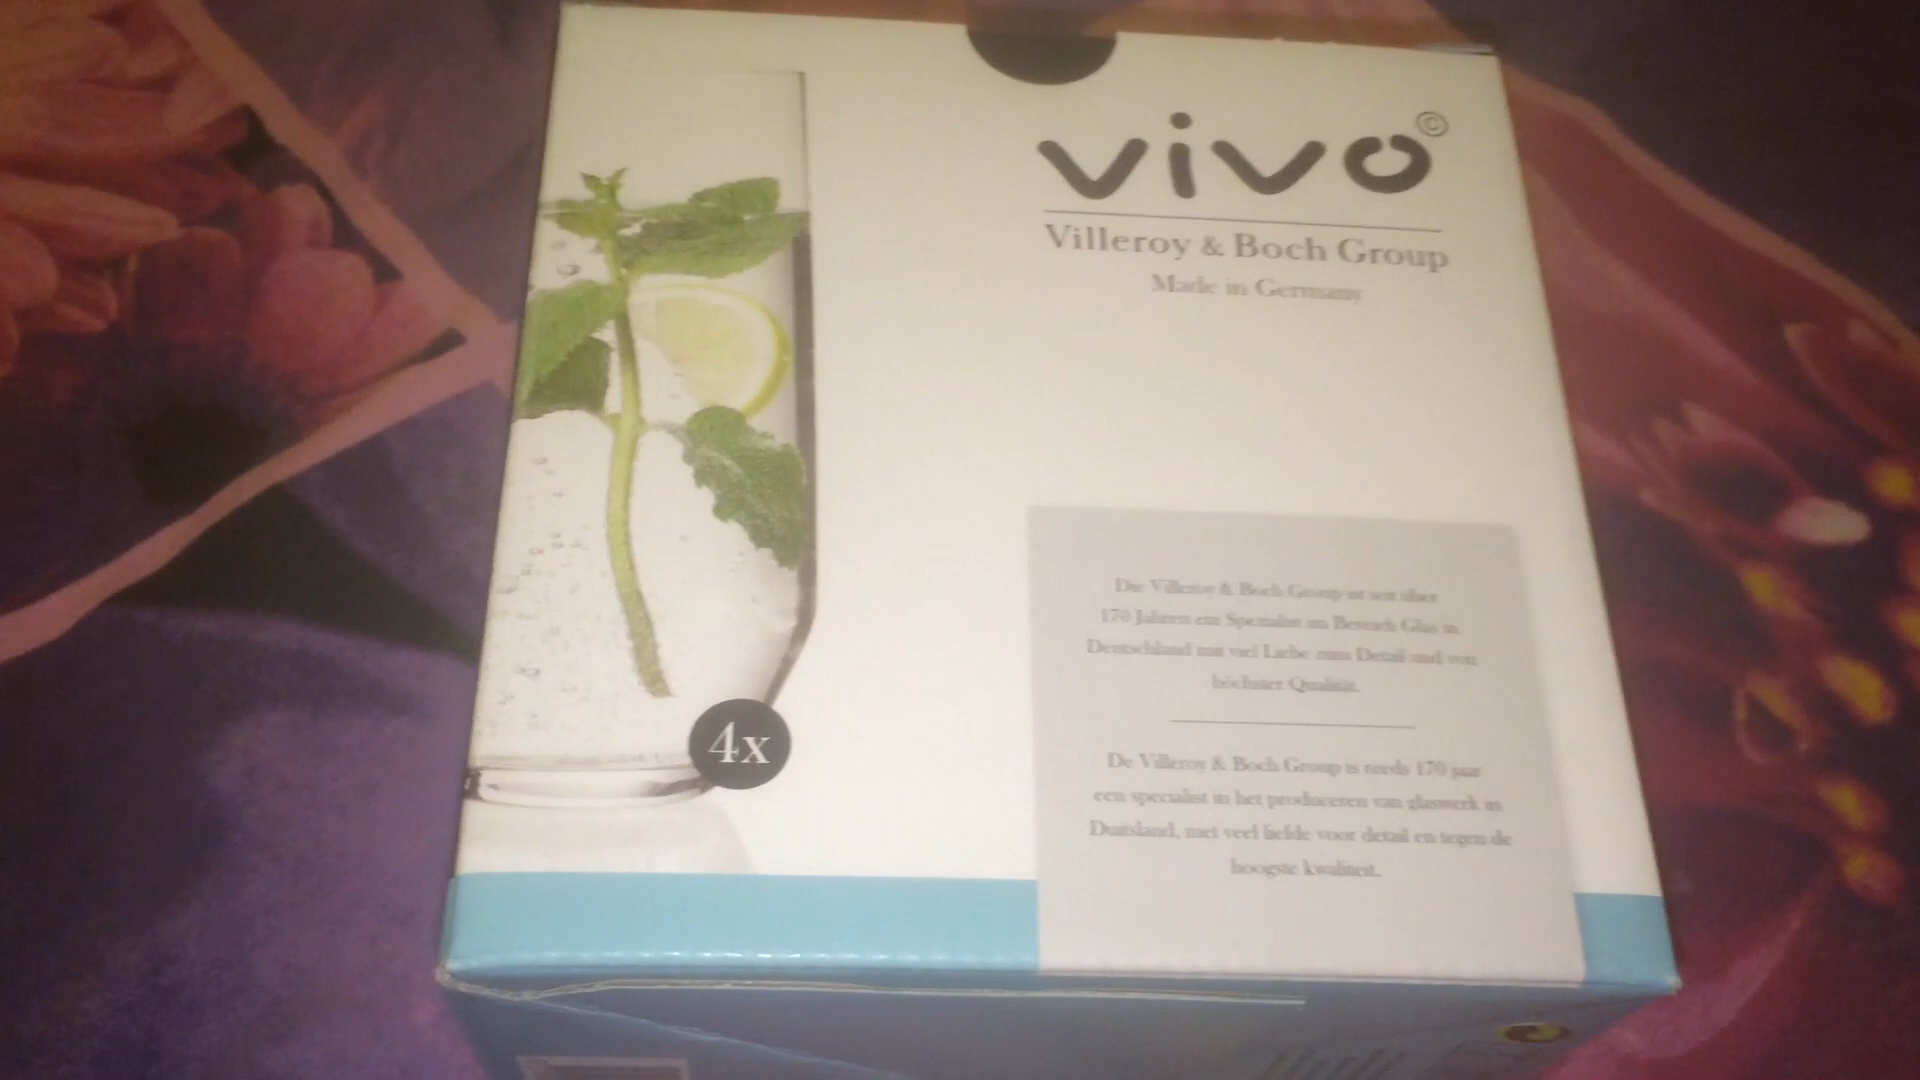 vivo©
Villeroy & Boch Group
Made in Germany
4x
Die Villeroy & Boch Group ist seit über
170 Jahren ein Spezialist im Bereich Glas in
Deutschland mit viel Liebe zum Detail und von
höchster Qualität.
De Villeroy & Boch Group is reeds 170 jaar
een specialist in het produceren van glaswerk in
Duitsland, met veel liefde voor detail en tegen de
hoogste kwaliteit.